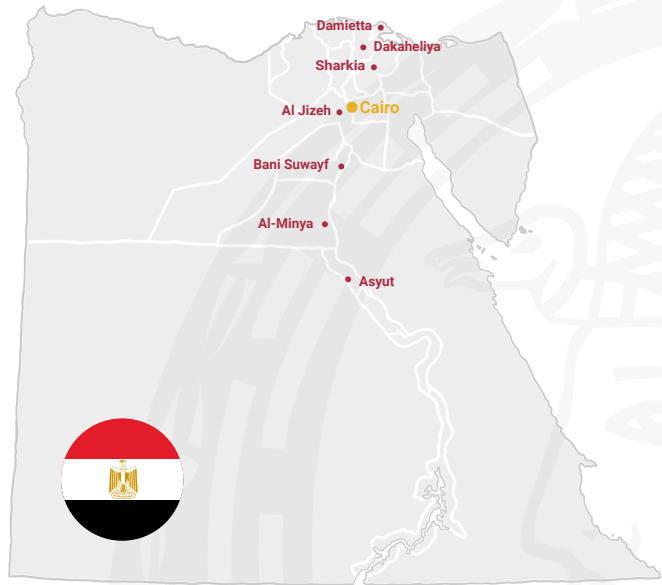 Damietta
Dakaheliya
Sharkia
Al Jizeh
Cairo
Bani Suwayf
Al-Minya
Asyut